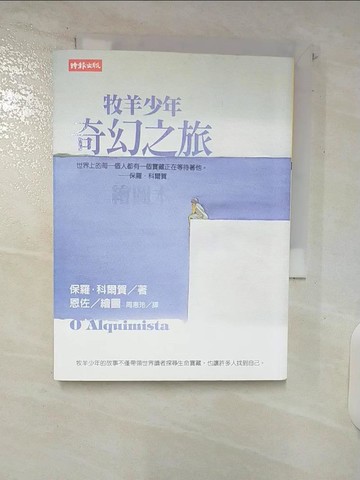 時報出版
牧羊少年
奇幻之旅
世界上的每一個人都有一個寶藏正在等待著他。
——保羅・科爾賀
繪圖本
保羅・科爾賀／著
恩佐／繪圖 周惠玲／譯
O Alquimista
牧羊少年的故事不僅帶領世界讀者探尋生命寶藏，也讓許多人找到自己。